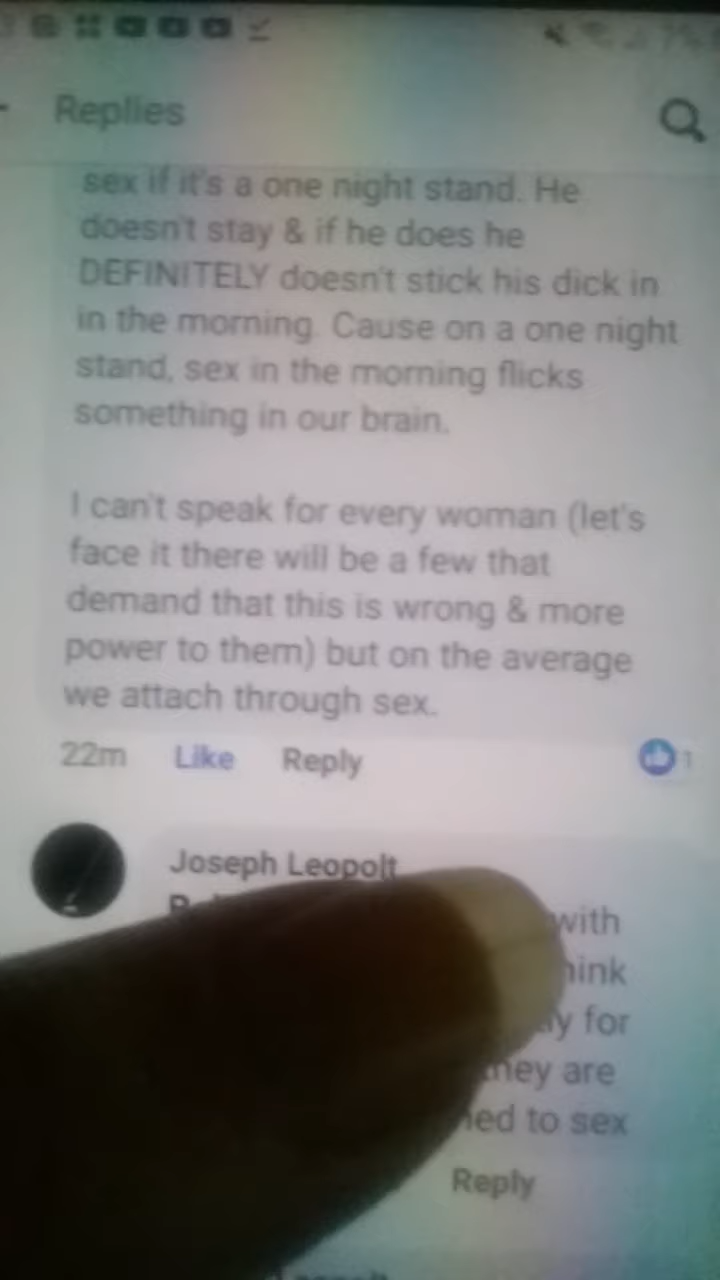 Replies
sex if it's a one night stand. He
doesn't stay & if he does he
DEFINITELY doesn't stick his dick in
in the morning. Cause on a one night
stand, sex in the morning flicks
something in our brain.
I can't speak for every woman (let's
face it there will be a few that
demand that this is wrong & more
power to them) but on the average
we attach through sex.
22m Like Reply 1
Joseph Leopolt
with
for
are
to sex
Reply